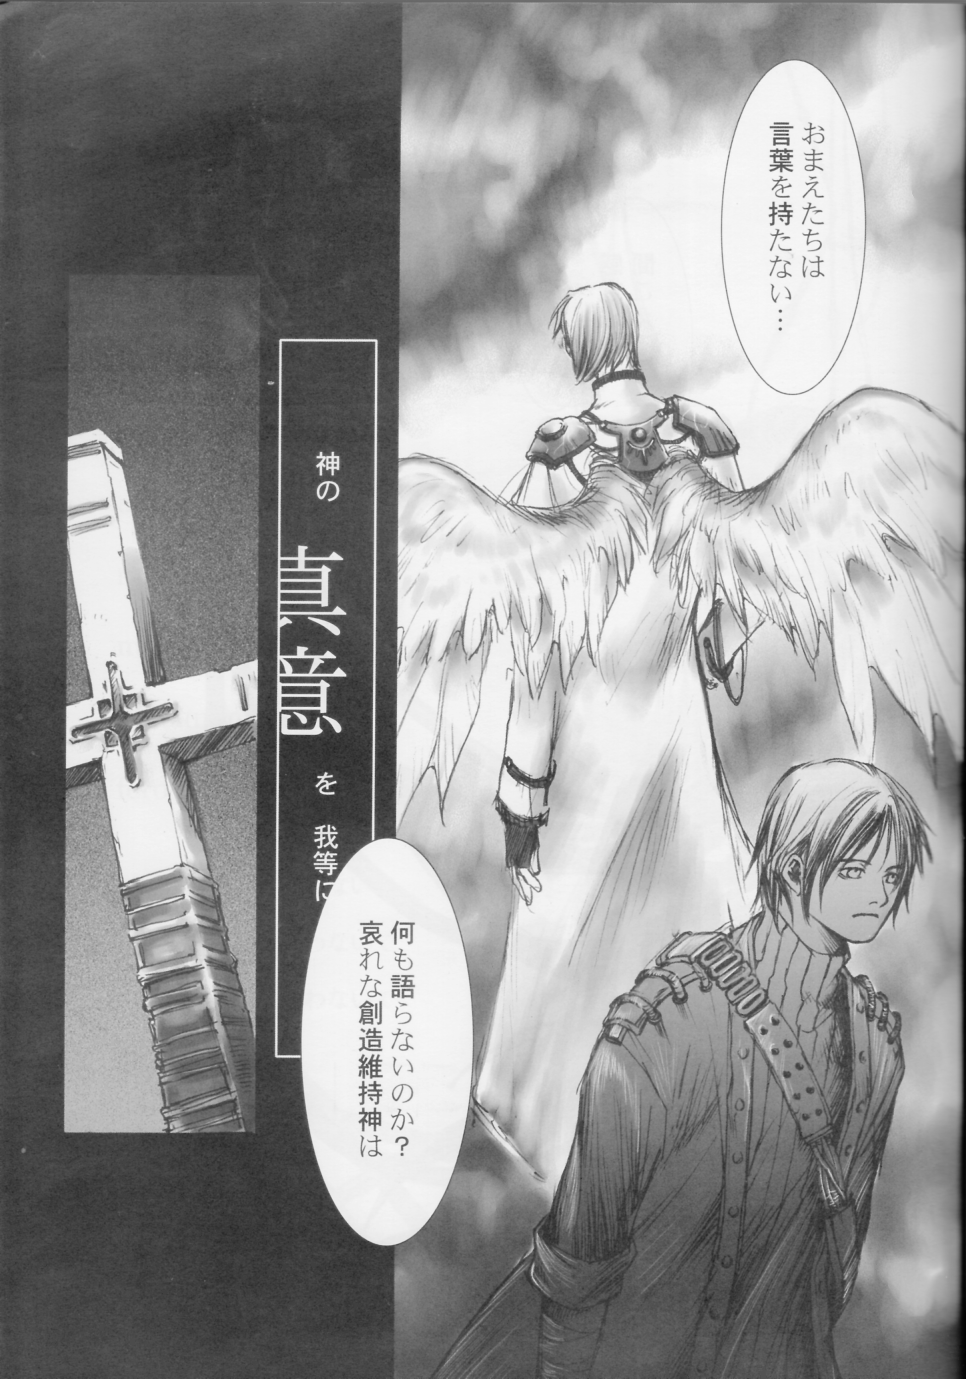 おまえたちは
言葉を持たない…
神の
真意
を
我等に
何も語らないのか？
哀れな創造維持神は